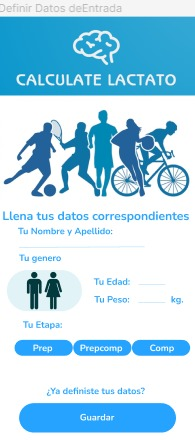 Definir Datos deEntrada
CALCULATE LACTATO
Llena tus datos correspondientes
Tu Nombre y Apellido:
Tu genero
Tu Edad:
Tu Peso: kg.
Tu Etapa:
Prep Prepcomp Comp
¿Ya definiste tus datos?
Guardar